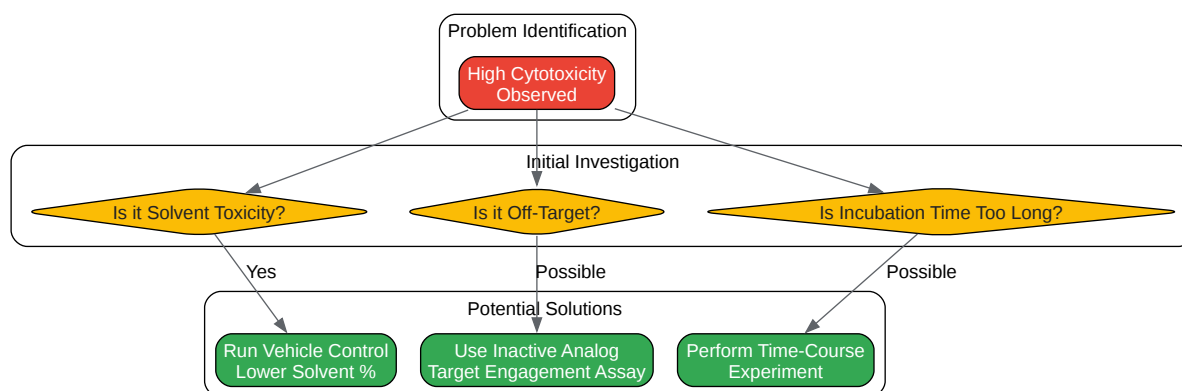 Problem Identification
High Cytotoxicity
Observed
Initial Investigation
Is it Solvent Toxicity?
Is it Off-Target?
Is Incubation Time Too Long?
Yes
Possible
Possible
Potential Solutions
Run Vehicle Control
Lower Solvent %
Use Inactive Analog
Target Engagement Assay
Perform Time-Course
Experiment